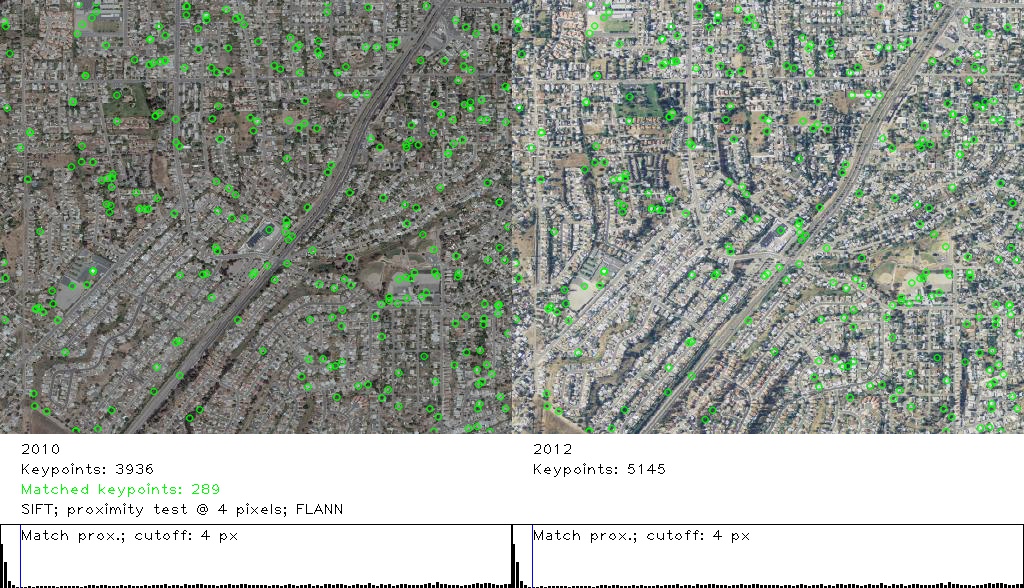 2010
Keypoints: 3936
Matched keypoints: 289
SIFT; proximity test @ 4 pixels; FLANN
2012
Keypoints: 5145
Match prox.; cutoff: 4 px
Match prox.; cutoff: 4 px